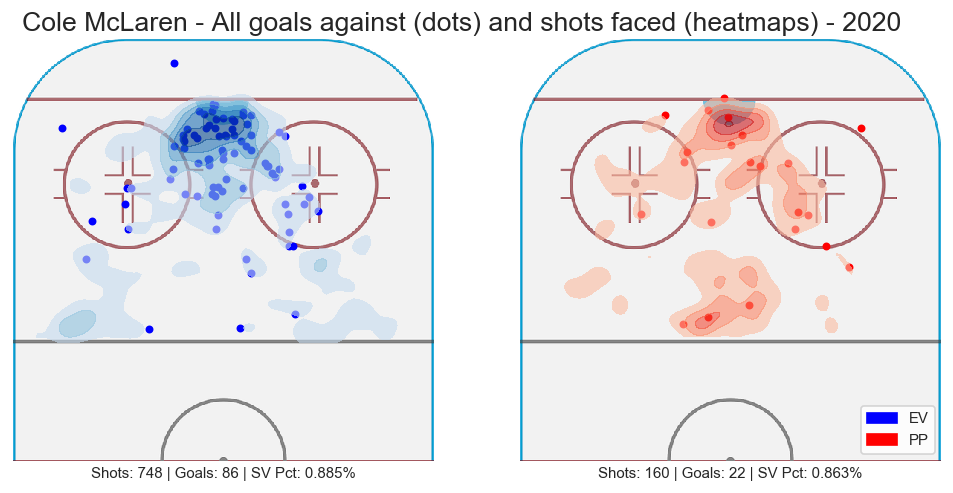 Cole McLaren - All goals against (dots) and shots faced (heatmaps) - 2020
EV
PP
Shots: 748 | Goals: 86 | SV Pct: 0.885%
Shots: 160 | Goals: 22 | SV Pct: 0.863%